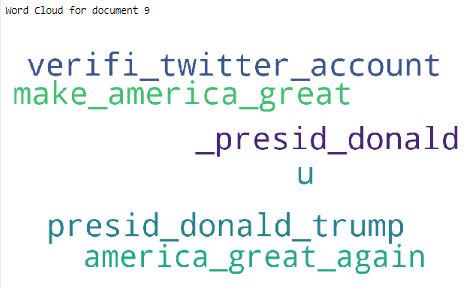 Word Cloud for document 9
verifi_twitter_account
make_america_great
_presid_donald
u
presid_donald_trump
america_great_again